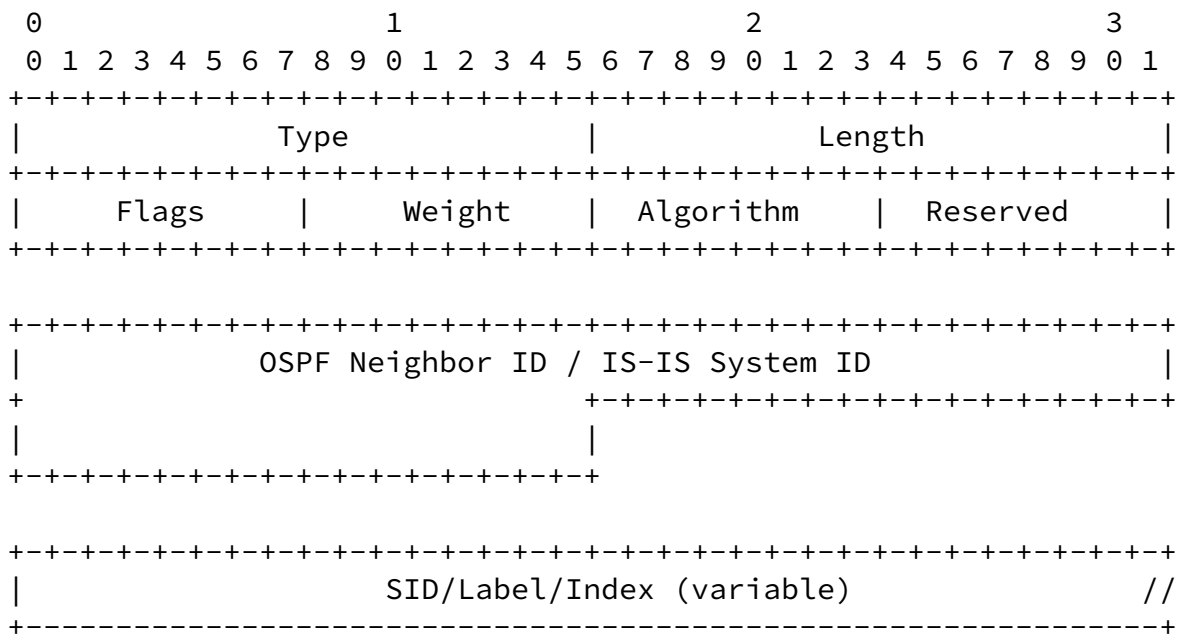 0                   1                   2                   3
 0 1 2 3 4 5 6 7 8 9 0 1 2 3 4 5 6 7 8 9 0 1 2 3 4 5 6 7 8 9 0 1
+-+-+-+-+-+-+-+-+-+-+-+-+-+-+-+-+-+-+-+-+-+-+-+-+-+-+-+-+-+-+-+-+
|              Type             |            Length             |
+-+-+-+-+-+-+-+-+-+-+-+-+-+-+-+-+-+-+-+-+-+-+-+-+-+-+-+-+-+-+-+-+
|     Flags     |     Weight    |  Algorithm    |  Reserved     |
+-+-+-+-+-+-+-+-+-+-+-+-+-+-+-+-+-+-+-+-+-+-+-+-+-+-+-+-+-+-+-+-+

+-+-+-+-+-+-+-+-+-+-+-+-+-+-+-+-+-+-+-+-+-+-+-+-+-+-+-+-+-+-+-+-+
|             OSPF Neighbor ID / IS-IS System ID                |
+                               +-+-+-+-+-+-+-+-+-+-+-+-+-+-+-+-+
|                               |
+-+-+-+-+-+-+-+-+-+-+-+-+-+-+-+-+

+-+-+-+-+-+-+-+-+-+-+-+-+-+-+-+-+-+-+-+-+-+-+-+-+-+-+-+-+-+-+-+-+
|                    SID/Label/Index (variable)                //
+---------------------------------------------------------------+